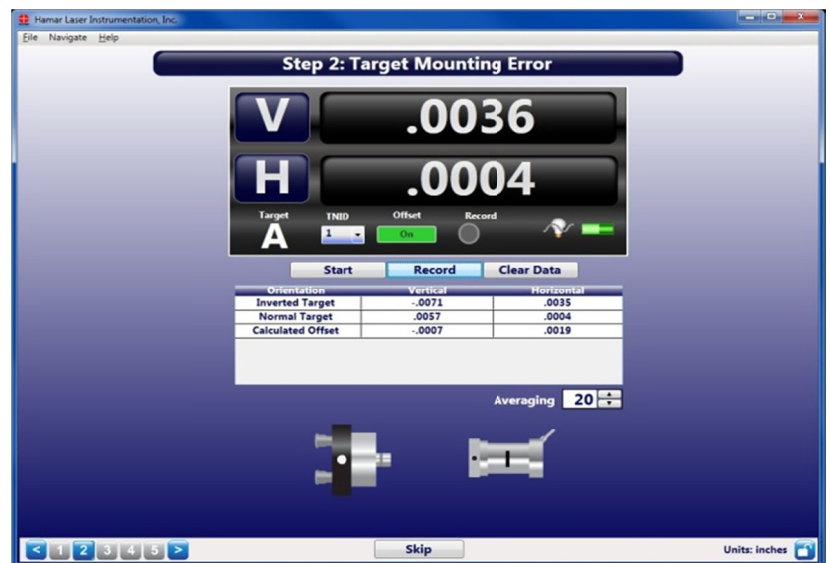 Hamar Laser Instrumentation, Inc.
File Navigate Help
Step 2: Target Mounting Error
V .0036
H .0004
Target TNID Offset Record
A 1 On
Start Record Clear Data
Orientation Vertical Horizontal
Inverted Target -.0071 .0035
Normal Target .0057 .0004
Calculated Offset -.0007 .0019
Averaging 20
< 1 2 3 4 5 > Skip Units: inches